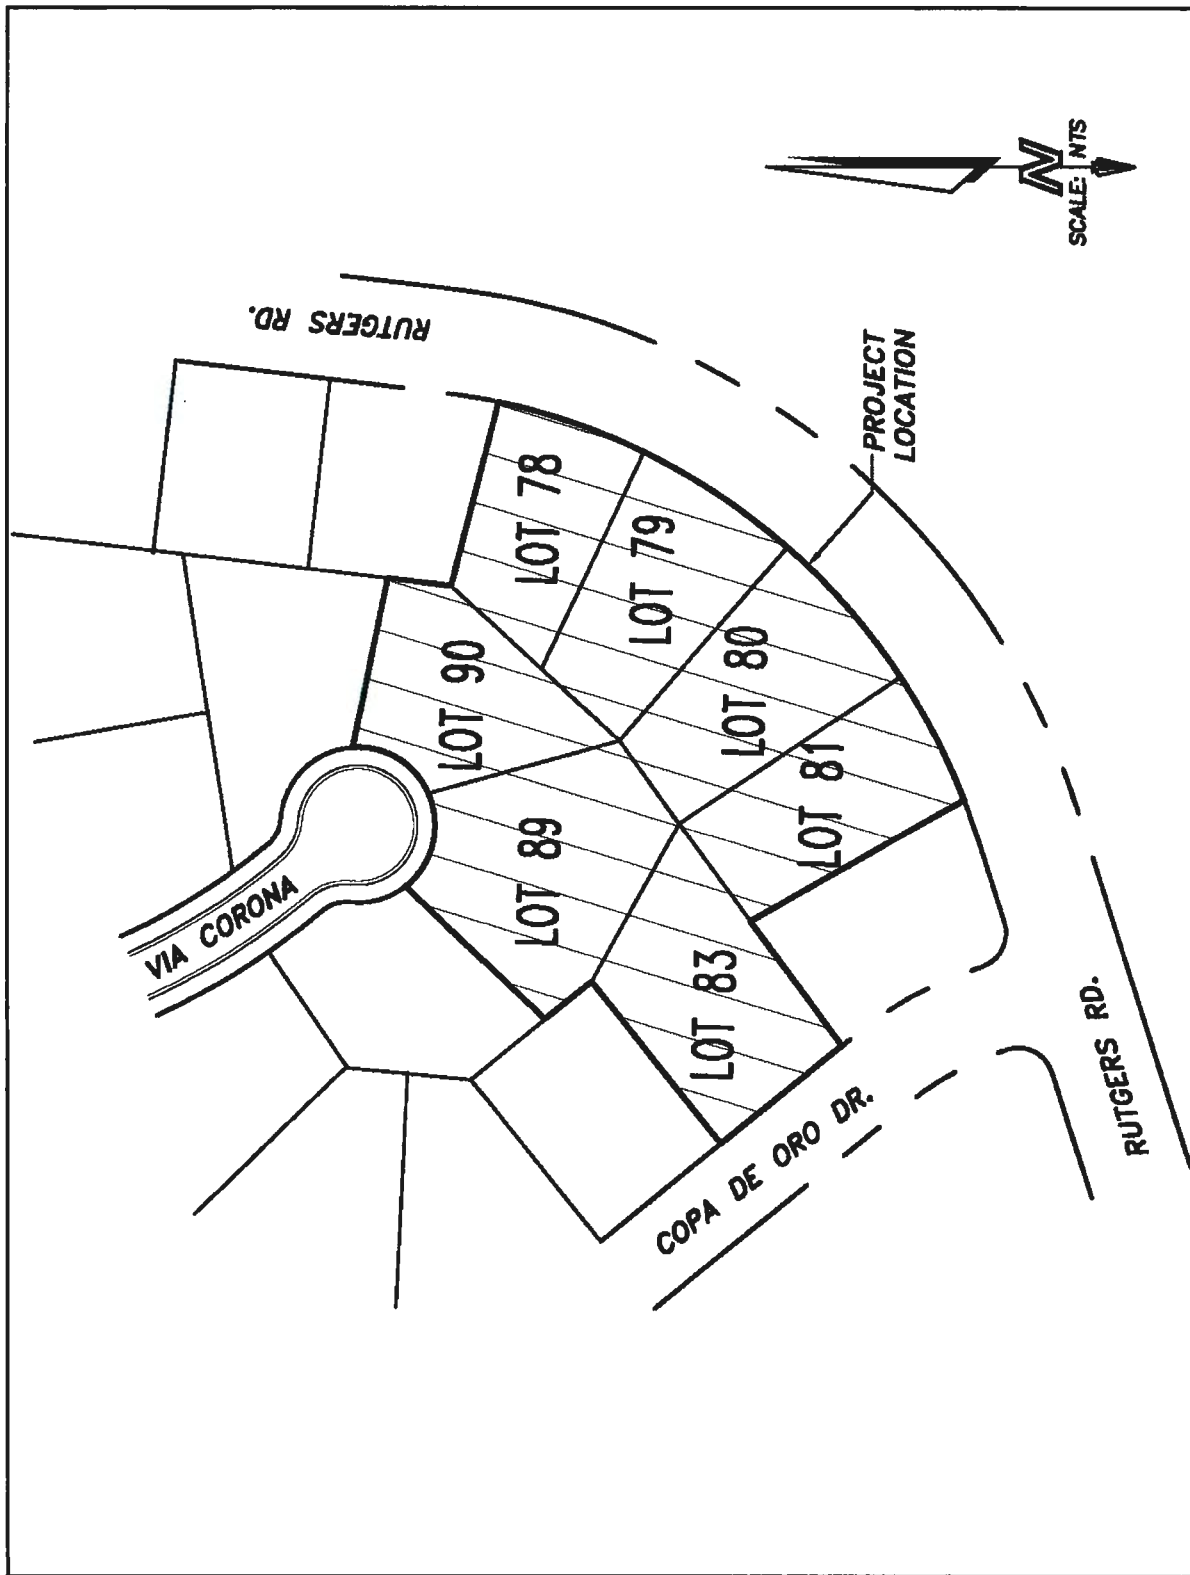 RUTGERS RD.
LOT 78
LOT 79
LOT 90
LOT 80
LOT 81
LOT 89
LOT 83
VIA CORONA
COPA DE ORO DR.
RUTGERS RD.
PROJECT
LOCATION
N
SCALE: NTS